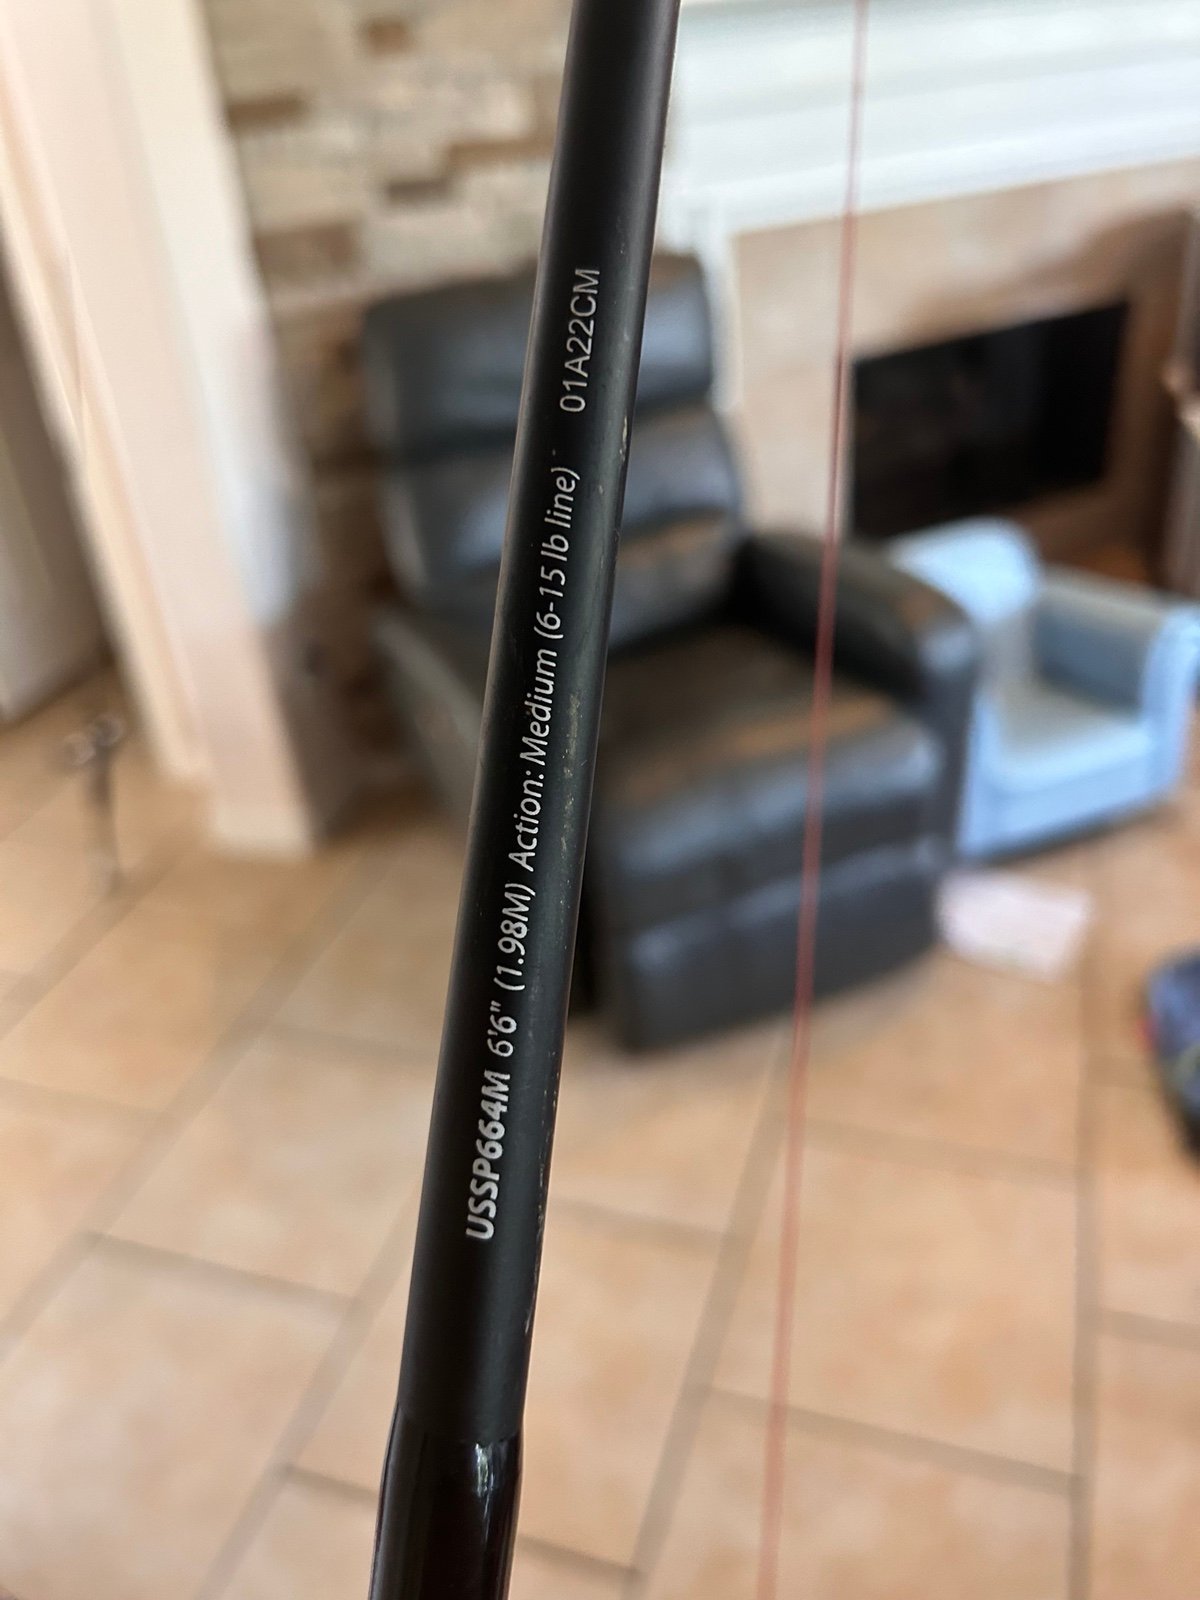 USSP664M 6'6" (1.98M) Action: Medium (6-15 lb line) 01A22CM